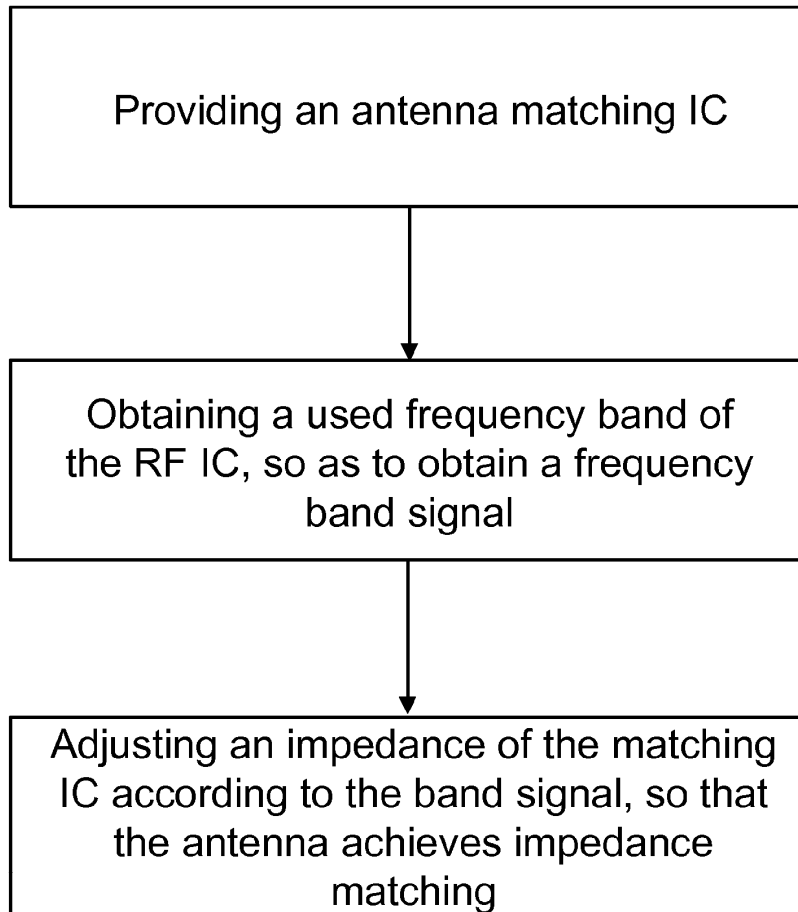 Providing an antenna matching IC
Obtaining a used frequency band of
the RF IC, so as to obtain a frequency
band signal
Adjusting an impedance of the matching
IC according to the band signal, so that
the antenna achieves impedance
matching